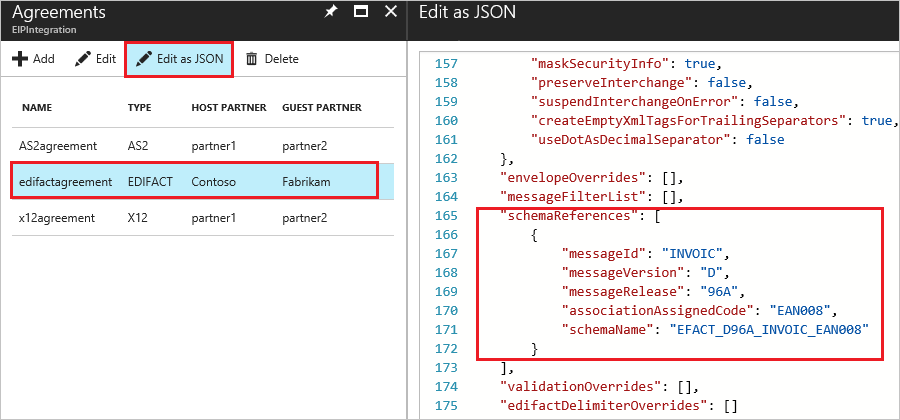 Agreements
EIPIntegration
Add Edit Edit as JSON Delete
NAME TYPE HOST PARTNER GUEST PARTNER
AS2agreement AS2 partner1 partner2
edifactagreement EDIFACT Contoso Fabrikam
x12agreement X12 partner1 partner2
Edit as JSON
157 "maskSecurityInfo": true,
158 "preserveInterchange": false,
159 "suspendInterchangeOnError": false,
160 "createEmptyXmlTagsForTrailingSeparators": true,
161 "useDotAsDecimalSeparator": false
162 },
163 "envelopeOverrides": [],
164 "messageFilterList": [],
165 "schemaReferences": [
166 {
167 "messageId": "INVOIC",
168 "messageVersion": "D",
169 "messageRelease": "96A",
170 "associationAssignedCode": "EAN008",
171 "schemaName": "EFACT_D96A_INVOIC_EAN008"
172 }
173 ],
174 "validationOverrides": [],
175 "edifactDelimiterOverrides": []